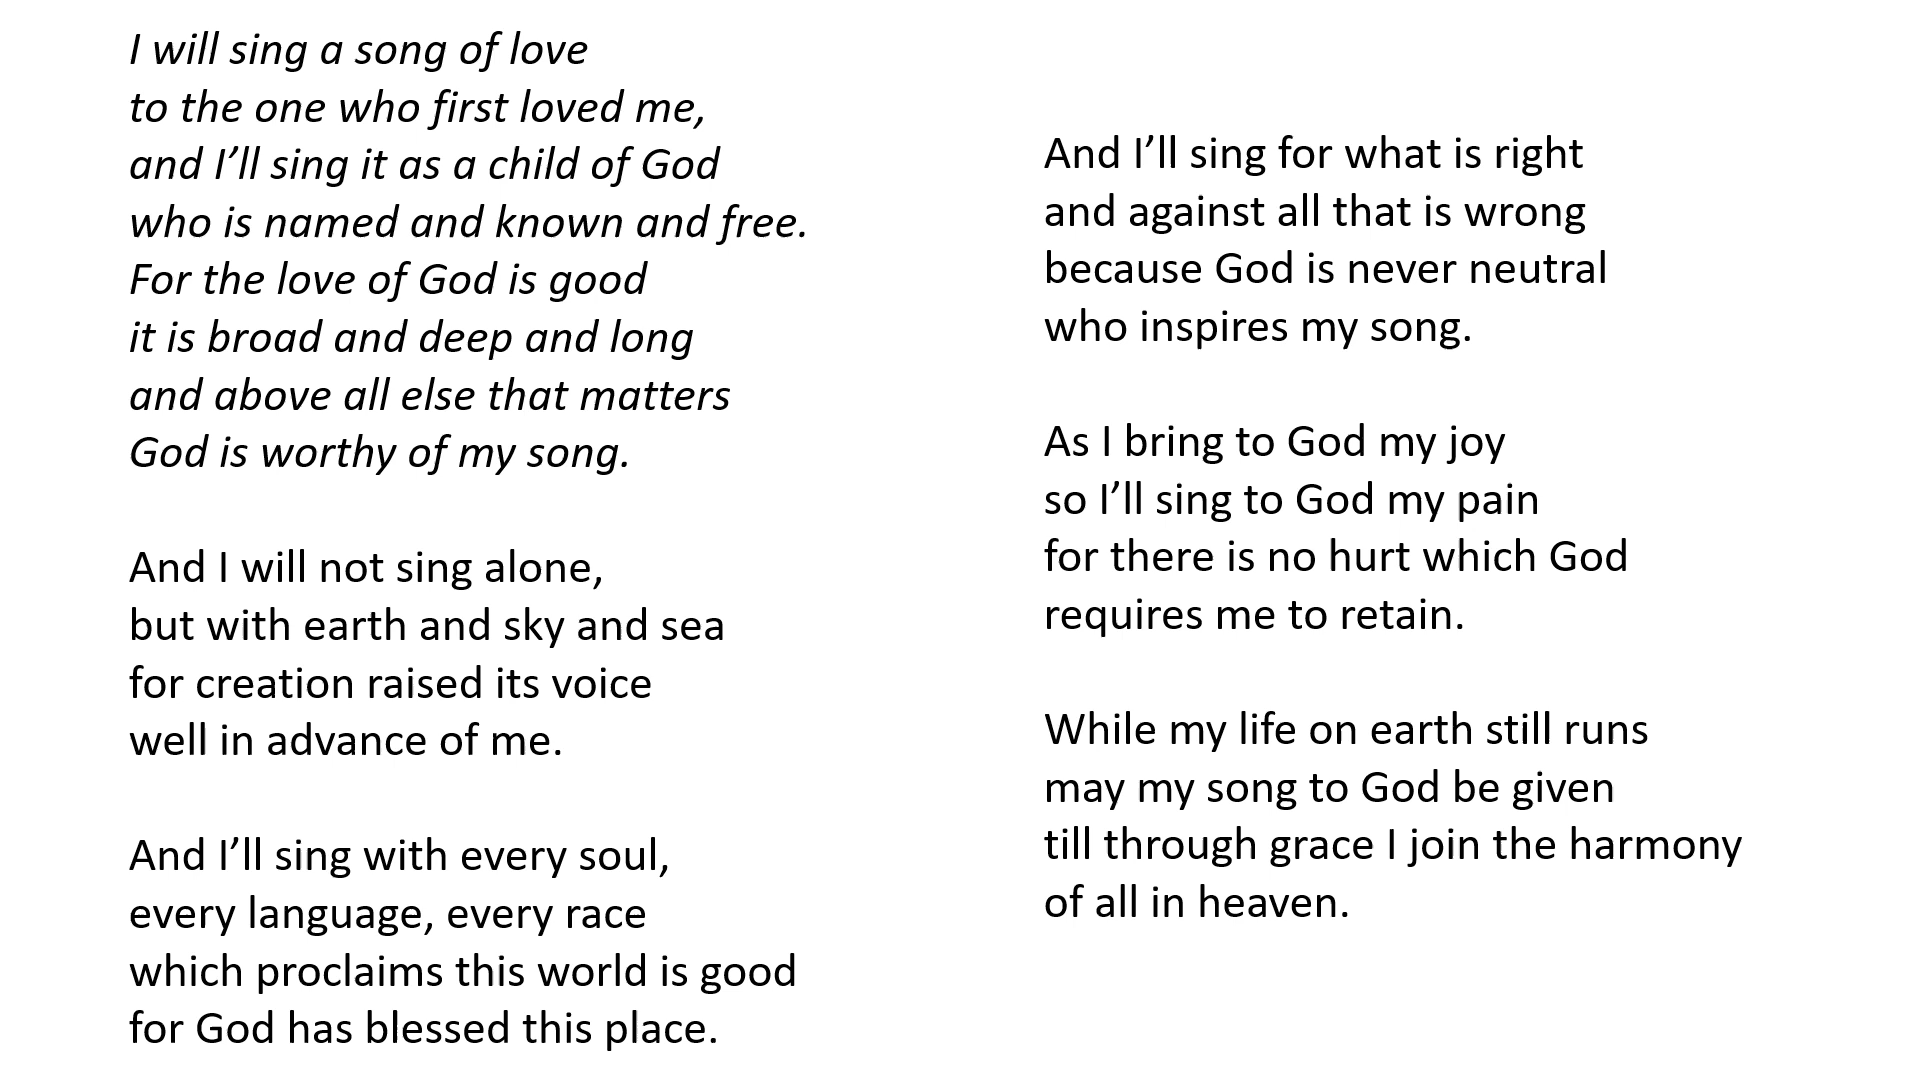 I will sing a song of love
to the one who first loved me,
and I’ll sing it as a child of God
who is named and known and free.
For the love of God is good
it is broad and deep and long
and above all else that matters
God is worthy of my song.
And I will not sing alone,
but with earth and sky and sea
for creation raised its voice
well in advance of me.
And I’ll sing with every soul,
every language, every race
which proclaims this world is good
for God has blessed this place.
And I’ll sing for what is right
and against all that is wrong
because God is never neutral
who inspires my song.
As I bring to God my joy
so I’ll sing to God my pain
for there is no hurt which God
requires me to retain.
While my life on earth still runs
may my song to God be given
till through grace I join the harmony
of all in heaven.